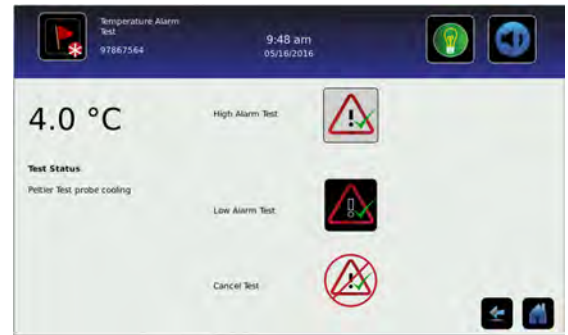 Temperature Alarm
Test
97867564
9:48 am
05/16/2016
4.0 °C
High Alarm Test
Test Status
Peltier Test probe cooling
Low Alarm Test
Cancel Test